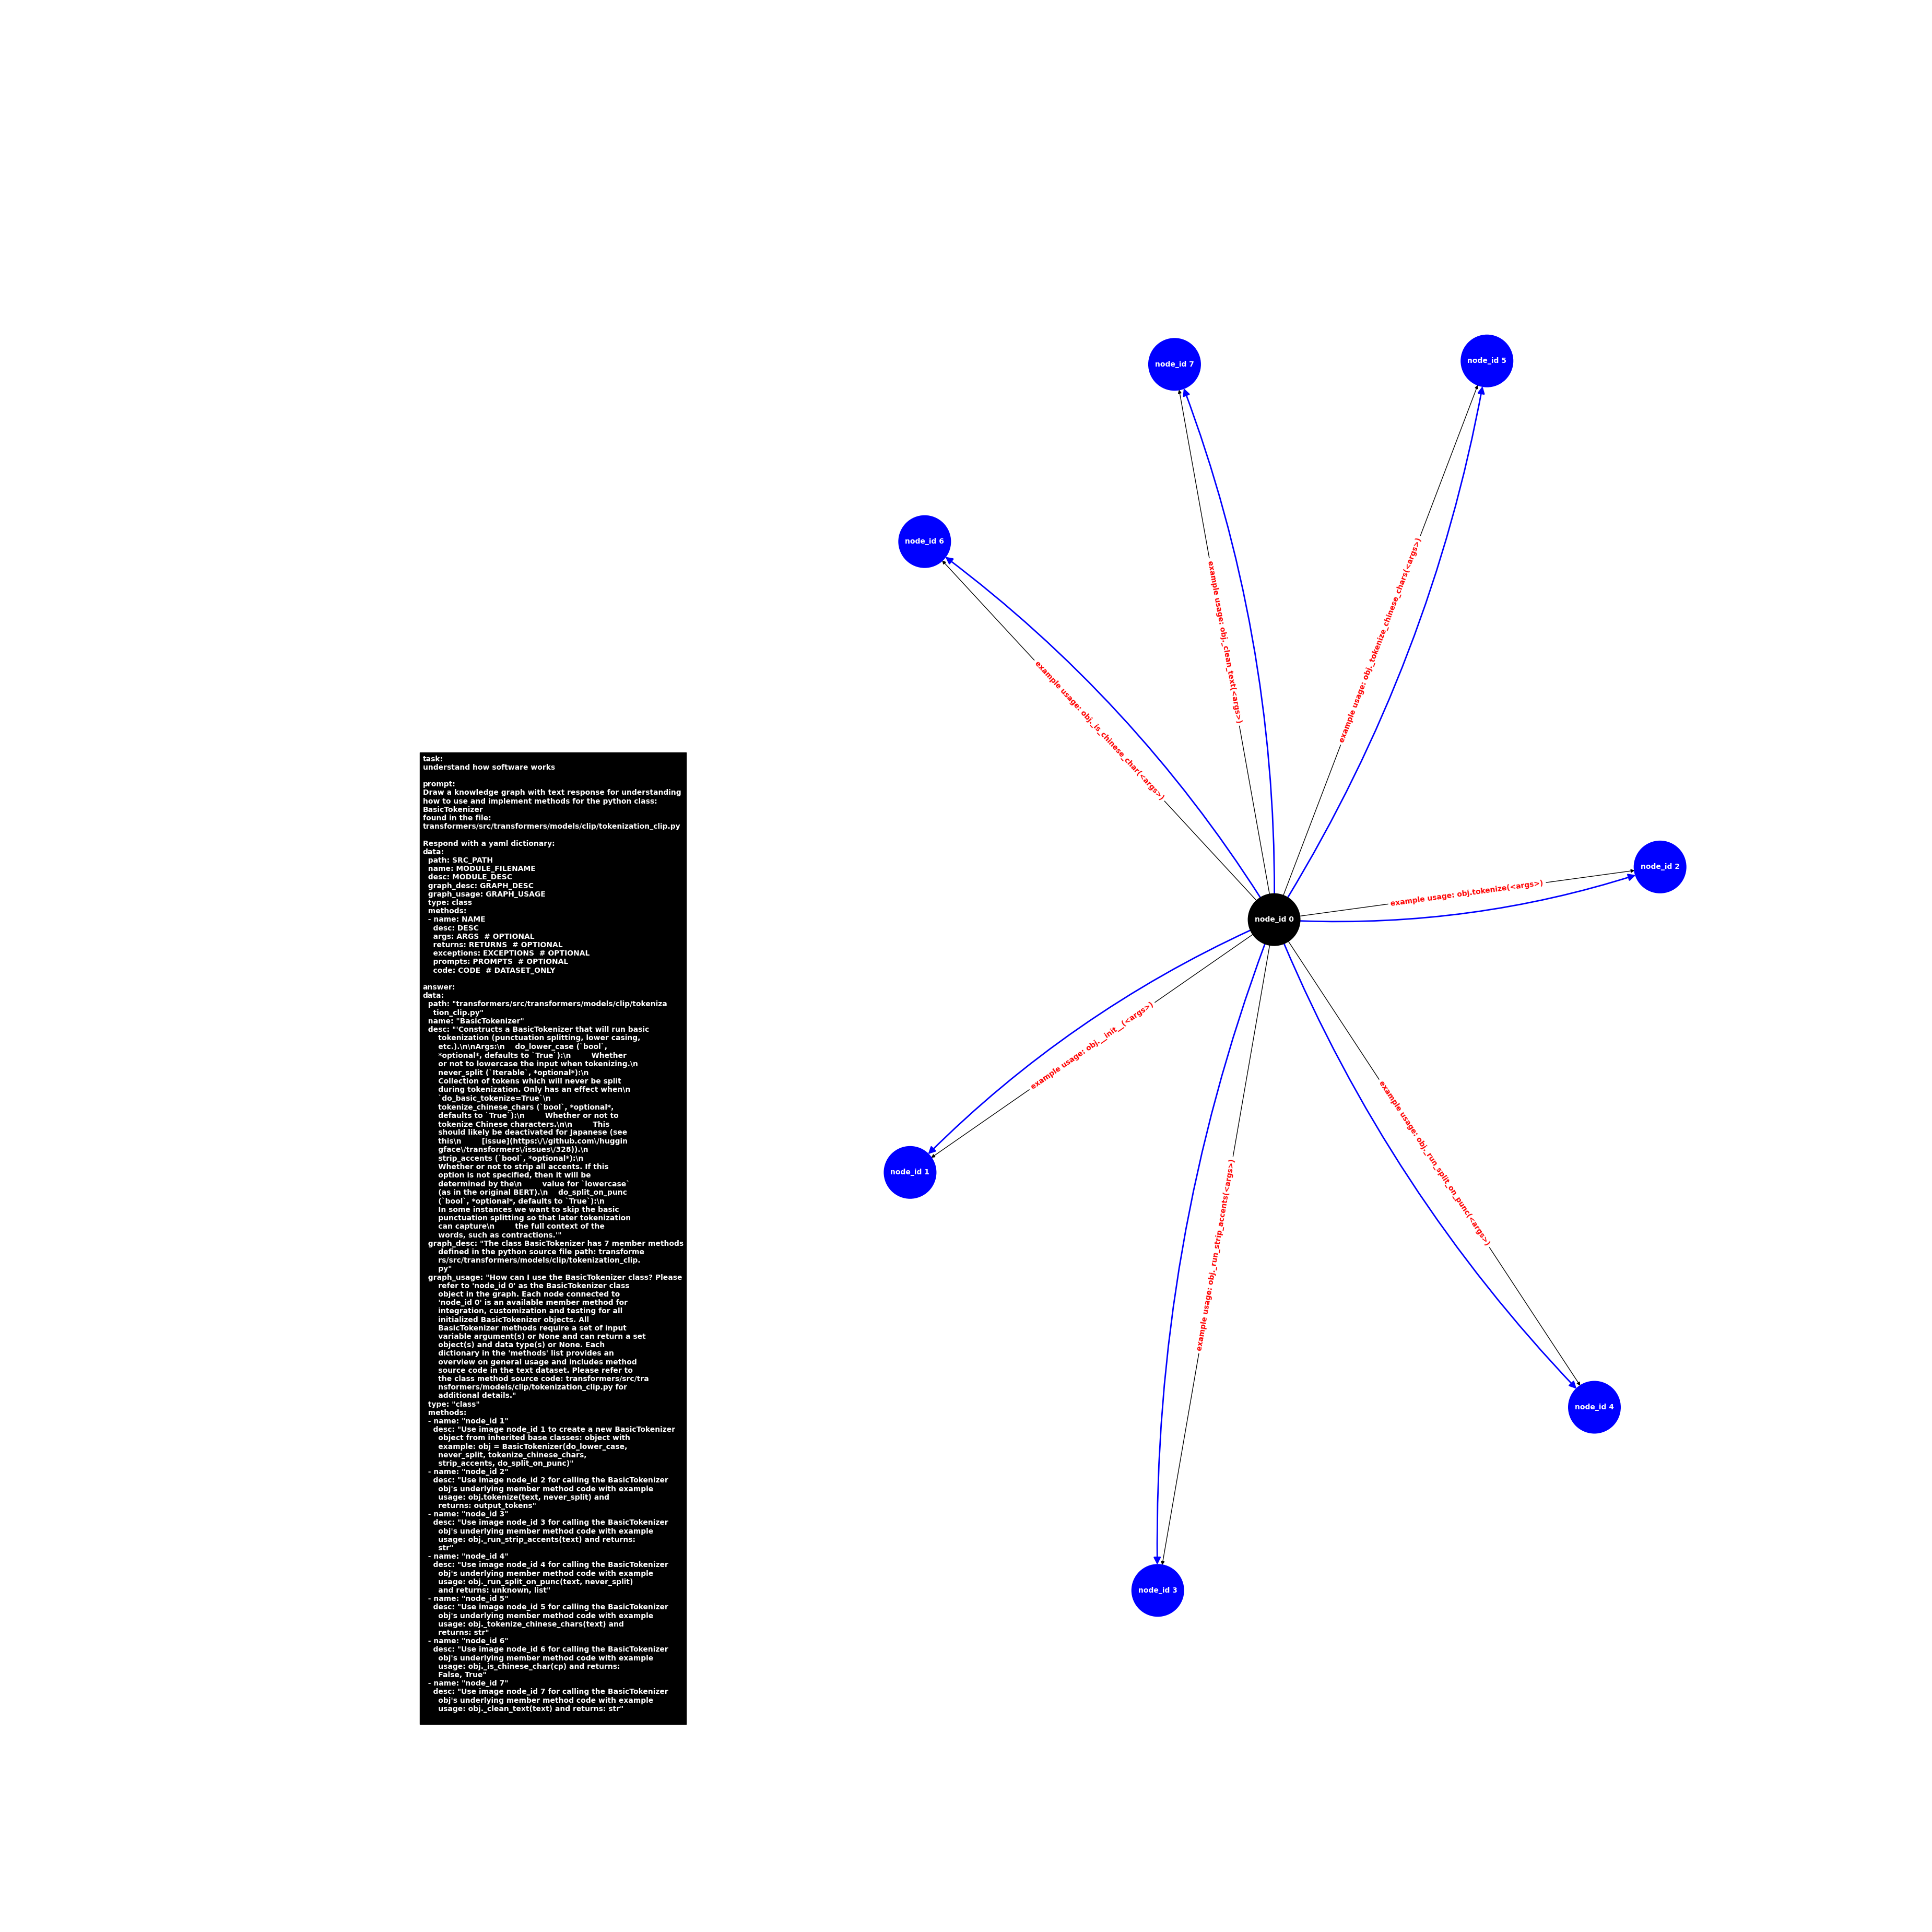 task:
understand how software works

prompt:
Draw a knowledge graph with text response for understanding
how to use and implement methods for the python class:
BasicTokenizer
found in the file:
transformers/src/transformers/models/clip/tokenization_clip.py

Respond with a yaml dictionary:
data:
  path: SRC_PATH
  name: MODULE_FILENAME
  desc: MODULE_DESC
  graph_desc: GRAPH_DESC
  graph_usage: GRAPH_USAGE
  type: class
  methods:
  - name: NAME
    desc: DESC
    args: ARGS  # OPTIONAL
    returns: RETURNS  # OPTIONAL
    exceptions: EXCEPTIONS  # OPTIONAL
    prompts: PROMPTS  # OPTIONAL
    code: CODE  # DATASET_ONLY

answer:
data:
  path: "transformers/src/transformers/models/clip/tokeniza
    tion_clip.py"
  name: "BasicTokenizer"
  desc: "'Constructs a BasicTokenizer that will run basic
      tokenization (punctuation splitting, lower casing,
      etc.).\n\nArgs:\n    do_lower_case (`bool`,
      *optional*, defaults to `True`):\n        Whether
      or not to lowercase the input when tokenizing.\n
      never_split (`Iterable`, *optional*):\n
      Collection of tokens which will never be split
      during tokenization. Only has an effect when\n
      `do_basic_tokenize=True`\n
      tokenize_chinese_chars (`bool`, *optional*,
      defaults to `True`):\n        Whether or not to
      tokenize Chinese characters.\n\n        This
      should likely be deactivated for Japanese (see
      this\n        [issue](https:\/\/github.com\/huggin
      gface\/transformers\/issues\/328)).\n
      strip_accents (`bool`, *optional*):\n
      Whether or not to strip all accents. If this
      option is not specified, then it will be
      determined by the\n        value for `lowercase`
      (as in the original BERT).\n    do_split_on_punc
      (`bool`, *optional*, defaults to `True`):\n
      In some instances we want to skip the basic
      punctuation splitting so that later tokenization
      can capture\n        the full context of the
      words, such as contractions.'"
  graph_desc: "The class BasicTokenizer has 7 member methods
      defined in the python source file path: transforme
      rs/src/transformers/models/clip/tokenization_clip.
      py"
  graph_usage: "How can I use the BasicTokenizer class? Please
      refer to 'node_id 0' as the BasicTokenizer class
      object in the graph. Each node connected to
      'node_id 0' is an available member method for
      integration, customization and testing for all
      initialized BasicTokenizer objects. All
      BasicTokenizer methods require a set of input
      variable argument(s) or None and can return a set
      object(s) and data type(s) or None. Each
      dictionary in the 'methods' list provides an
      overview on general usage and includes method
      source code in the text dataset. Please refer to
      the class method source code: transformers/src/tra
      nsformers/models/clip/tokenization_clip.py for
      additional details."
  type: "class"
  methods:
  - name: "node_id 1"
    desc: "Use image node_id 1 to create a new BasicTokenizer
      object from inherited base classes: object with
      example: obj = BasicTokenizer(do_lower_case,
      never_split, tokenize_chinese_chars,
      strip_accents, do_split_on_punc)"
  - name: "node_id 2"
    desc: "Use image node_id 2 for calling the BasicTokenizer
      obj's underlying member method code with example
      usage: obj.tokenize(text, never_split) and
      returns: output_tokens"
  - name: "node_id 3"
    desc: "Use image node_id 3 for calling the BasicTokenizer
      obj's underlying member method code with example
      usage: obj._run_strip_accents(text) and returns:
      str"
  - name: "node_id 4"
    desc: "Use image node_id 4 for calling the BasicTokenizer
      obj's underlying member method code with example
      usage: obj._run_split_on_punc(text, never_split)
      and returns: unknown, list"
  - name: "node_id 5"
    desc: "Use image node_id 5 for calling the BasicTokenizer
      obj's underlying member method code with example
      usage: obj._tokenize_chinese_chars(text) and
      returns: str"
  - name: "node_id 6"
    desc: "Use image node_id 6 for calling the BasicTokenizer
      obj's underlying member method code with example
      usage: obj._is_chinese_char(cp) and returns:
      False, True"
  - name: "node_id 7"
    desc: "Use image node_id 7 for calling the BasicTokenizer
      obj's underlying member method code with example
      usage: obj._clean_text(text) and returns: str"
node_id 7
node_id 5
node_id 6
example usage: obj._clean_text(<args>)
example usage: obj._tokenize_chinese_chars(<args>)
example usage: obj._is_chinese_char(<args>)
node_id 2
example usage: obj.tokenize(<args>)
node_id 0
example usage: obj.__init__(<args>)
node_id 1
example usage: obj._run_split_on_punc(<args>)
example usage: obj._run_strip_accents(<args>)
node_id 4
node_id 3